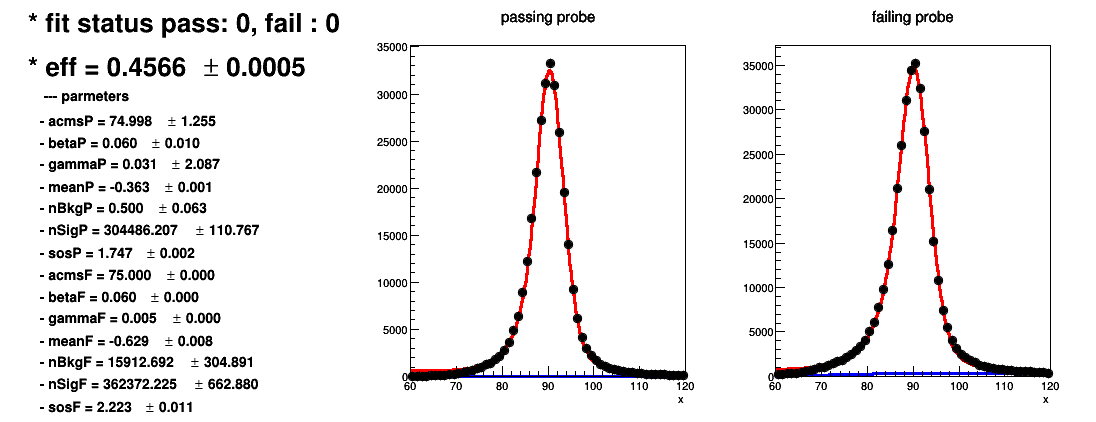 * fit status pass: 0, fail : 0
* eff = 0.4566 ± 0.0005
--- parmeters
- acmsP = 74.998 ± 1.255
- betaP = 0.060 ± 0.010
- gammaP = 0.031 ± 2.087
- meanP = -0.363 ± 0.001
- nBkgP = 0.500 ± 0.063
- nSigP = 304486.207 ± 110.767
- sosP = 1.747 ± 0.002
- acmsF = 75.000 ± 0.000
- betaF = 0.060 ± 0.000
- gammaF = 0.005 ± 0.000
- meanF = -0.629 ± 0.008
- nBkgF = 15912.692 ± 304.891
- nSigF = 362372.225 ± 662.880
- sosF = 2.223 ± 0.011
passing probe
35000
30000
25000
20000
15000
10000
5000
0
60 70 80 90 100 110 120
x
failing probe
35000
30000
25000
20000
15000
10000
5000
0
60 70 80 90 100 110 120
x